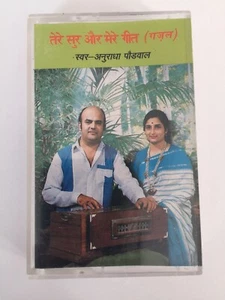 तेरे सुर और मेरे गीत (गज़ल)
स्वर-अनुराधा पौडवाल